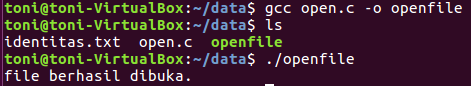 toni@toni-VirtualBox:~/data$ gcc open.c -o openfile
toni@toni-VirtualBox:~/data$ ls
identitas.txt  open.c  openfile
toni@toni-VirtualBox:~/data$ ./openfile
file berhasil dibuka.